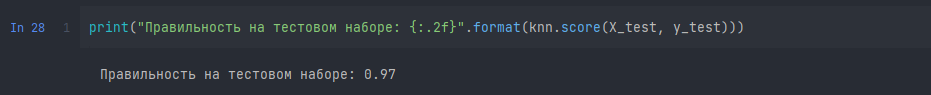 In 28 1 print("Правильность на тестовом наборе: {:.2f}".format(knn.score(X_test, y_test)))
Правильность на тестовом наборе: 0.97